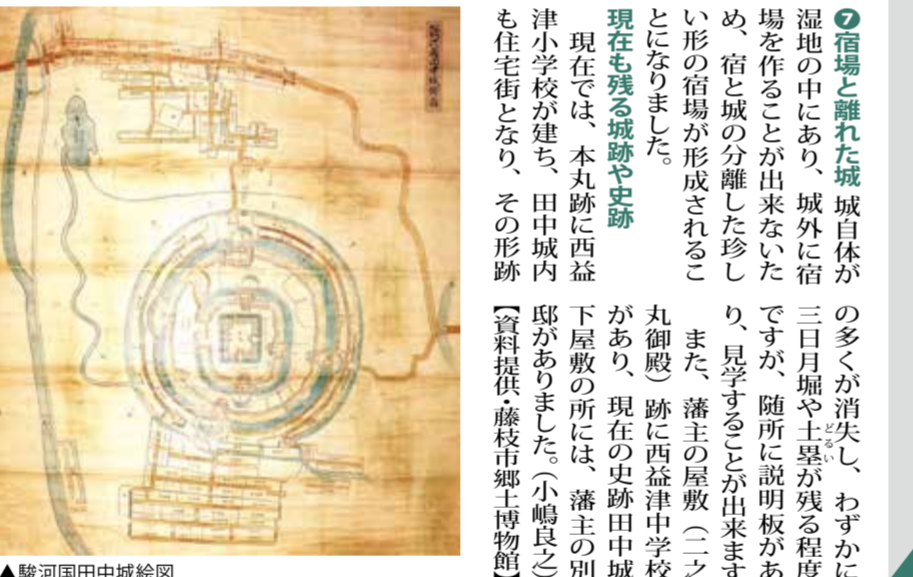 ❼宿場と離れた城 城自体が
湿地の中にあり、城外に宿
場を作ることが出来ないた
め、宿と城の分離した珍し
い形の宿場が形成されるこ
とになりました。
現在も残る城跡や史跡
現在では、本丸跡に西益
津小学校が建ち、田中城内
も住宅街となり、その形跡
の多くが消失し、わずかに
三日月堀や土塁どるいが残る程度
ですが、随所に説明板があ
り、見学することが出来ます
また、藩主の屋敷（二之
丸御殿）跡に西益津中学校
があり、現在の史跡田中城
下屋敷の所には、藩主の別
邸がありました。（小嶋良之）
【資料提供・藤枝市郷土博物館】
▲駿河国田中城絵図